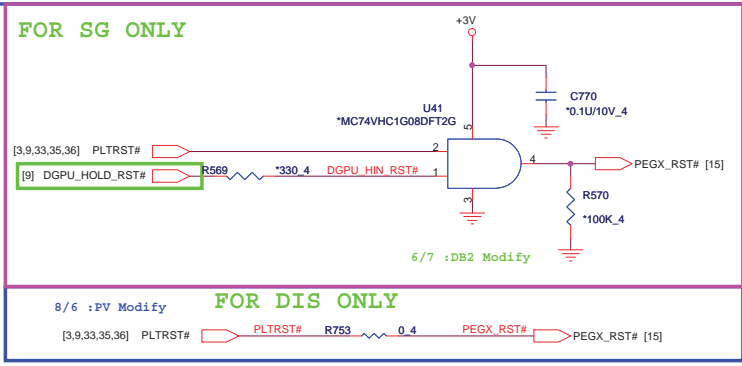 FOR SG ONLY
+3V
U41
*MC74VHC1G08DFT2G
C770
*0.1U/10V_4
5
[3,9,33,35,36] PLTRST#
2
[9] DGPU_HOLD_RST#
R569
*330_4
DGPU_HIN_RST#
1
4
3
PEGX_RST# [15]
R570
*100K_4
6/7 :DB2 Modify
8/6 :PV Modify
FOR DIS ONLY
[3,9,33,35,36] PLTRST#
PLTRST#
R753
0_4
PEGX_RST#
PEGX_RST# [15]